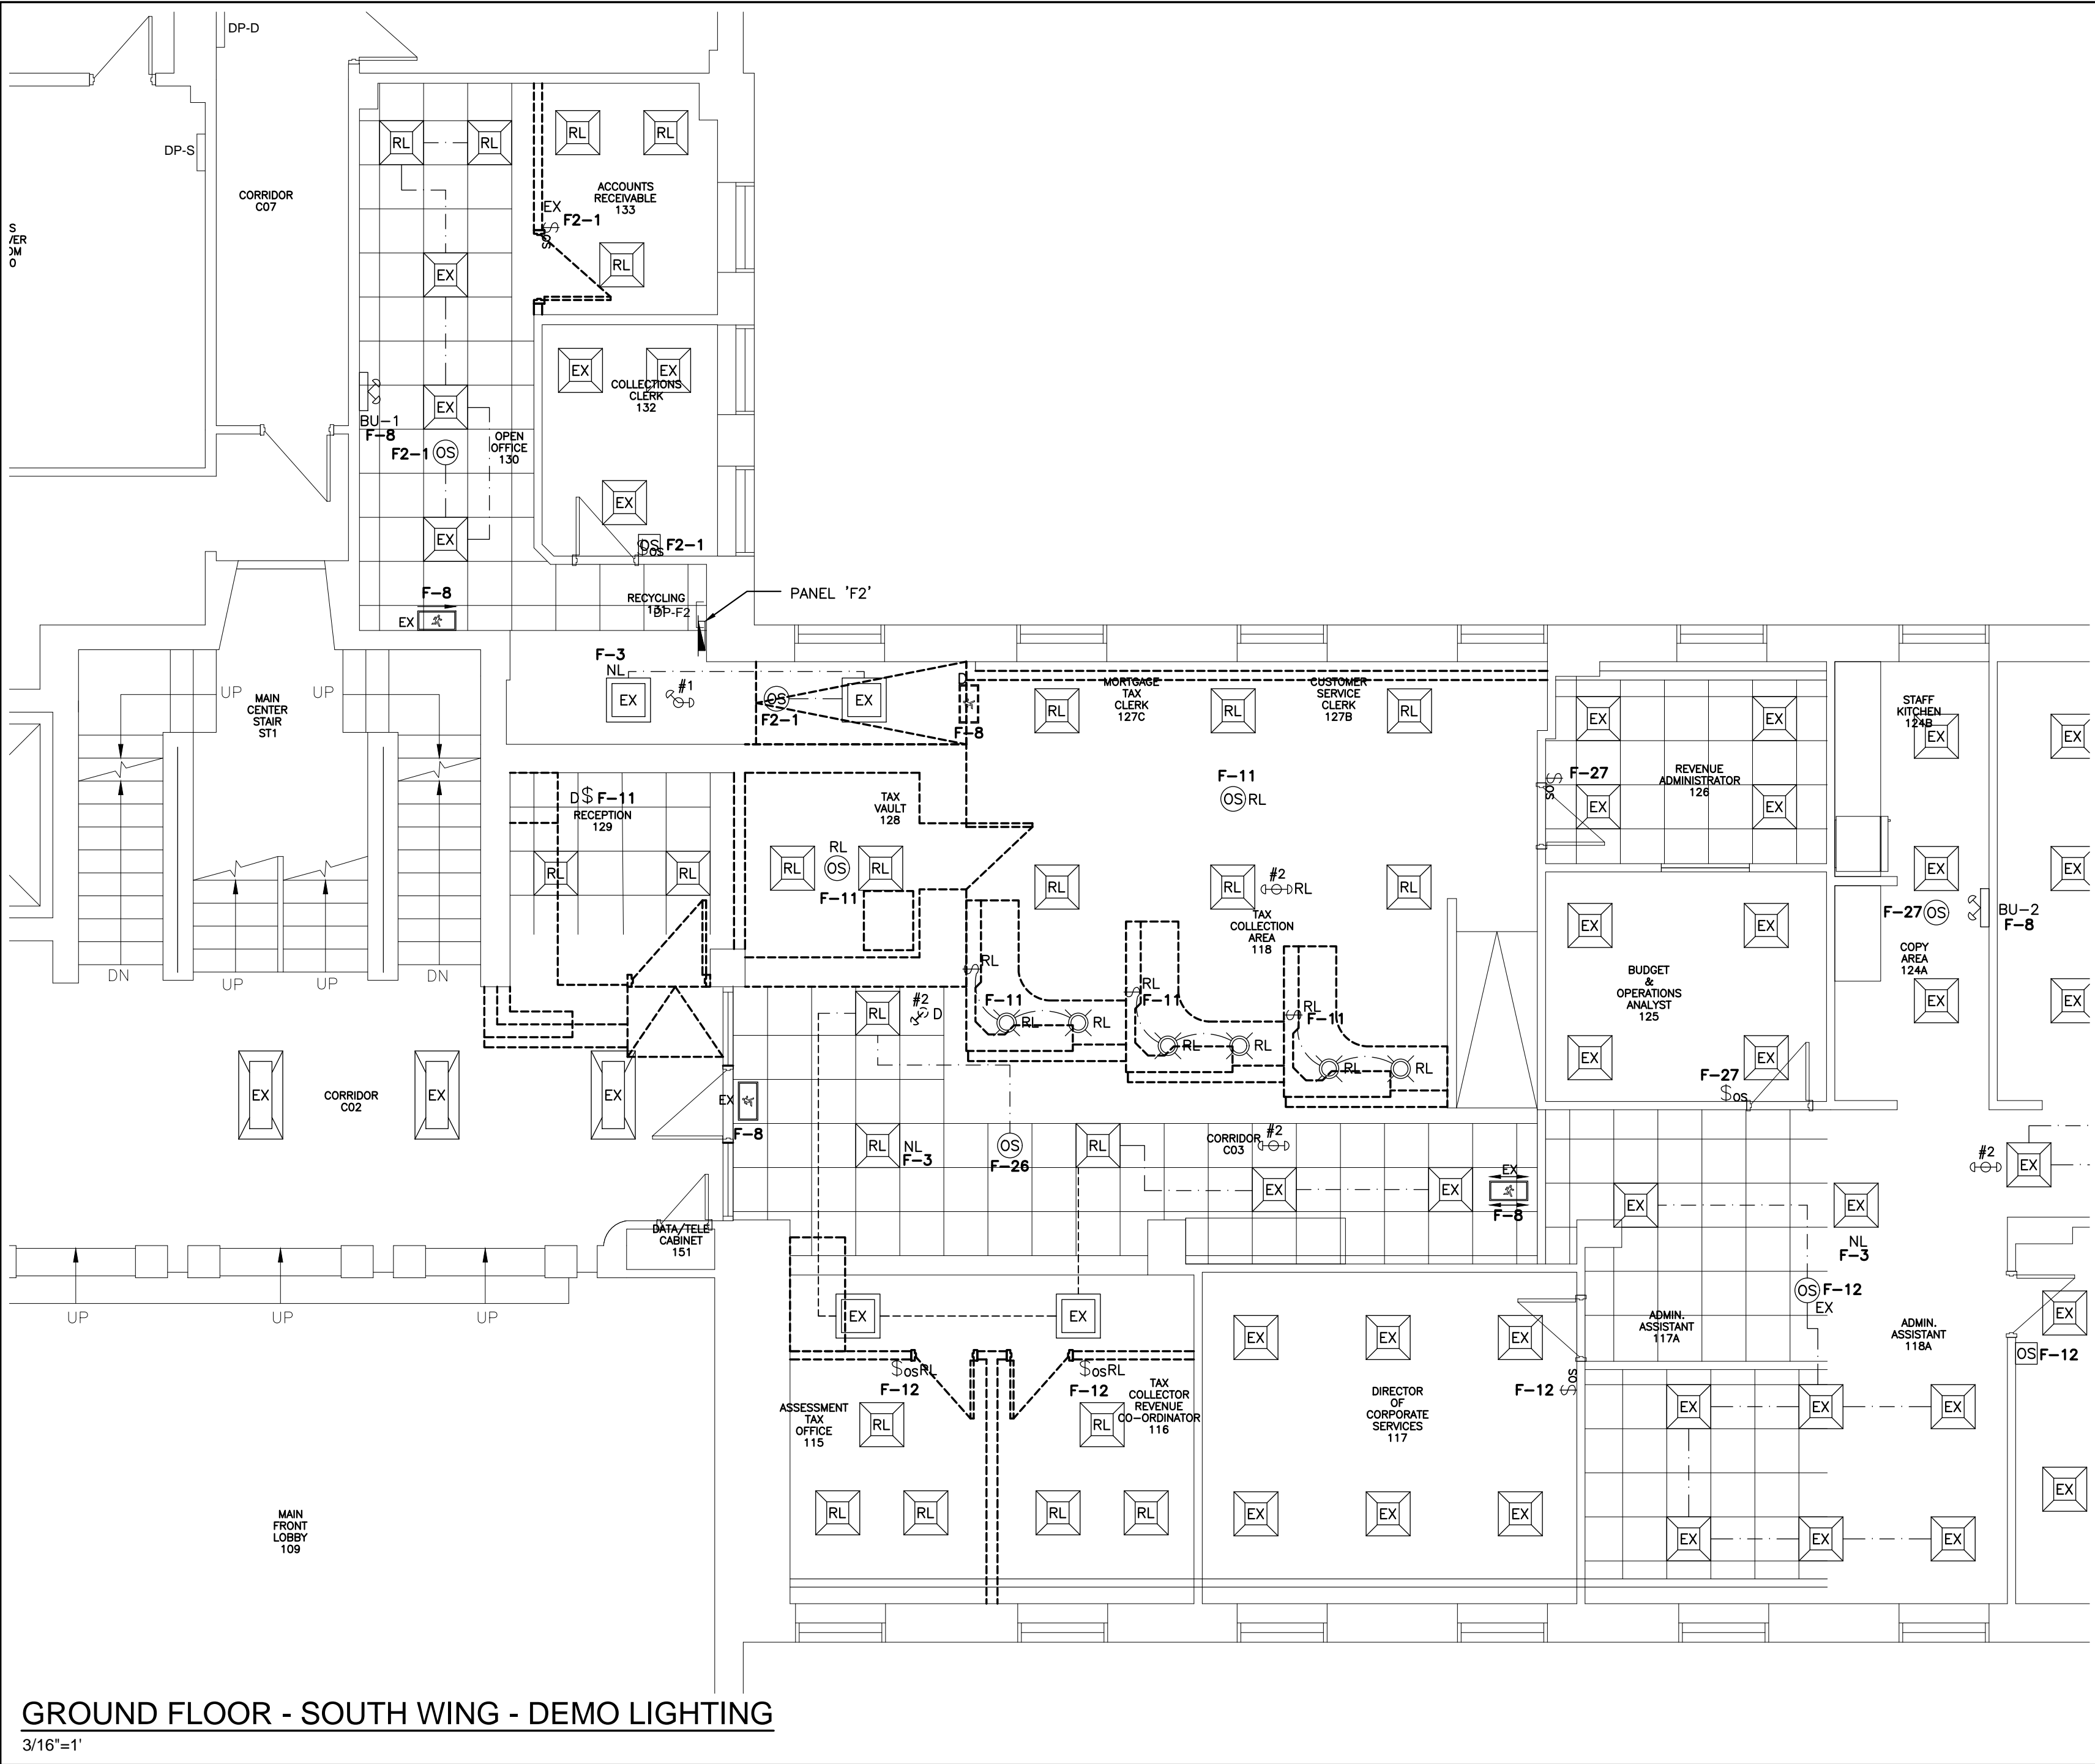 DP-D
DP-S
CORRIDOR
C07
S
/ER
OM
0
RL
RL
RL
RL
ACCOUNTS
RECEIVABLE
133
EX
F2-1
$os
RL
EX
EX
EX
COLLECTIONS
CLERK
132
BU-1
F-8
EX
OPEN
OFFICE
130
F2-1
OS
EX
EX
OS
F2-1
$os
F-8
EX
RECYCLING
131
DP-F2
PANEL 'F2'
F-3
NL
EX
#1
OS
F2-1
EX
D
F-8
MORTGAGE
TAX
CLERK
127C
CUSTOMER
SERVICE
CLERK
127B
RL
RL
RL
UP
UP
MAIN
CENTER
STAIR
ST1
DN
UP
UP
DN
D $ F-11
RECEPTION
129
RL
RL
TAX
VAULT
128
RL
RL
OS
RL
F-11
F-11
OS RL
RL
RL
#2
RL
RL
TAX
COLLECTION
AREA
118
$os
F-27
EX
EX
REVENUE
ADMINISTRATOR
126
EX
EX
STAFF
KITCHEN
124B
EX
EX
EX
EX
F-27
OS
BU-2
F-8
COPY
AREA
124A
EX
EX
EX
EX
BUDGET
&
OPERATIONS
ANALYST
125
EX
EX
F-27
$os
RL
F-11
RL
RL
RL
F-11
RL
RL
RL
F-11
RL
RL
RL
#2
D
EX
EX
EX
CORRIDOR
C02
EX
F-8
RL
NL
F-3
OS
F-26
RL
CORRIDOR
C03
#2
EX
EX
EX
F-8
#2
EX
EX
EX
NL
F-3
OS
F-12
EX
DATA/TELE
CABINET
151
UP
UP
UP
EX
EX
$osRL
F-12
$osRL
F-12
ASSESSMENT
TAX
OFFICE
115
RL
RL
TAX
COLLECTOR
REVENUE
CO-ORDINATOR
116
RL
RL
RL
RL
EX
EX
EX
DIRECTOR
OF
CORPORATE
SERVICES
117
F-12
$os
EX
EX
EX
ADMIN.
ASSISTANT
117A
ADMIN.
ASSISTANT
118A
EX
OS
F-12
EX
EX
EX
EX
EX
EX
EX
MAIN
FRONT
LOBBY
109
GROUND FLOOR - SOUTH WING - DEMO LIGHTING
3/16"=1'